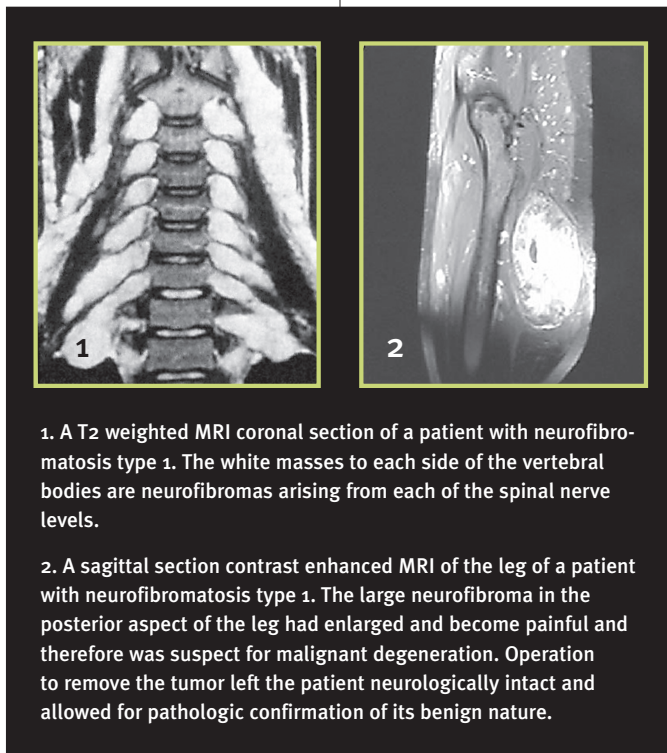 1
2
1. A T2 weighted MRI coronal section of a patient with neurofibro-
matosis type 1. The white masses to each side of the vertebral
bodies are neurofibromas arising from each of the spinal nerve
levels.
2. A sagittal section contrast enhanced MRI of the leg of a patient
with neurofibromatosis type 1. The large neurofibroma in the
posterior aspect of the leg had enlarged and become painful and
therefore was suspect for malignant degeneration. Operation
to remove the tumor left the patient neurologically intact and
allowed for pathologic confirmation of its benign nature.